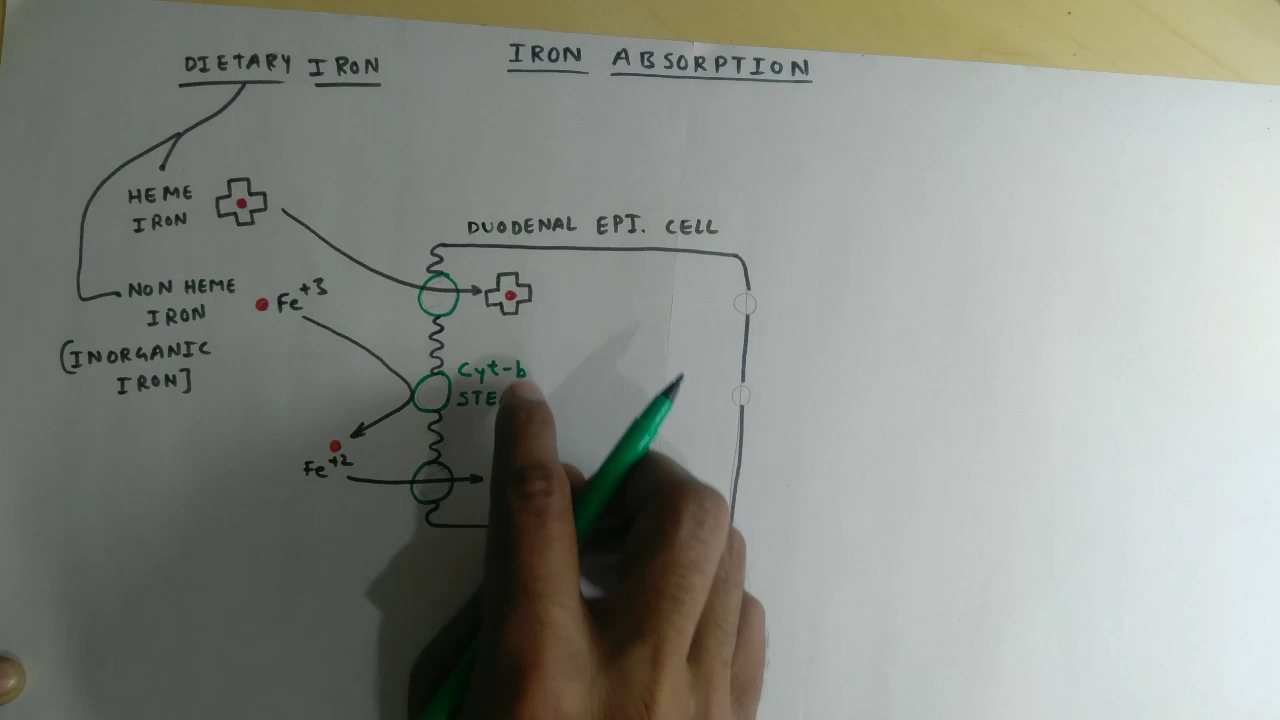 IRON ABSORPTION
DIETARY IRON
HEME
IRON
NON HEME
IRON
(INORGANIC
IRON]
Fe+3
Fe+2
DUODENAL EPI. CELL
Cyt-b